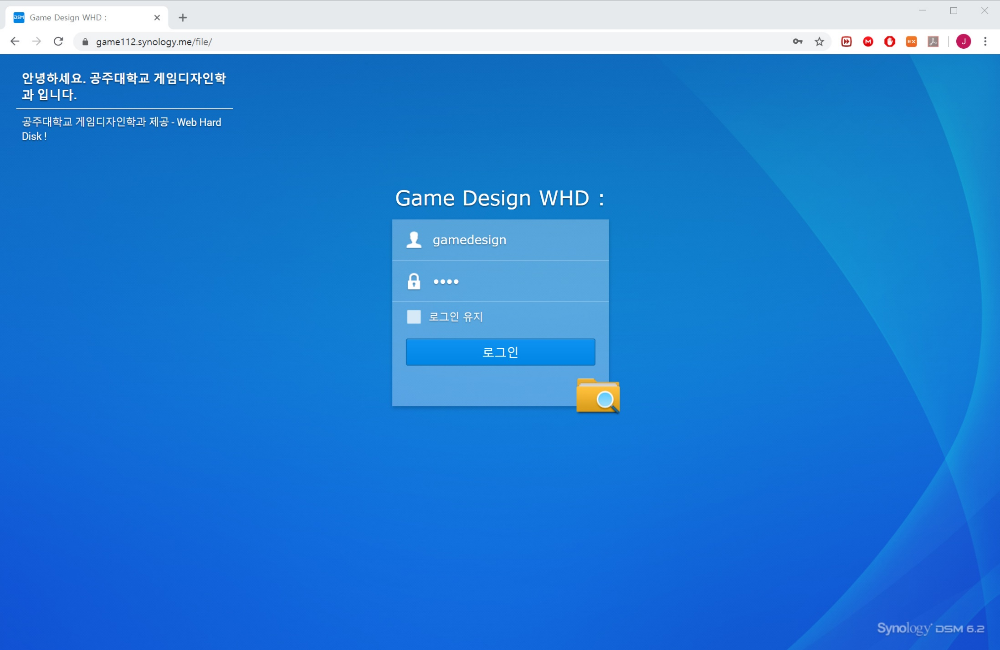 DSM Game Design WHD :
game112.synology.me/file/
M EX J
안녕하세요. 공주대학교 게임디자인학
과 입니다.
공주대학교 게임디자인학과 제공 - Web Hard
Disk !
Game Design WHD :
gamedesign
••••
로그인 유지
로그인
Synology DSM 6.2